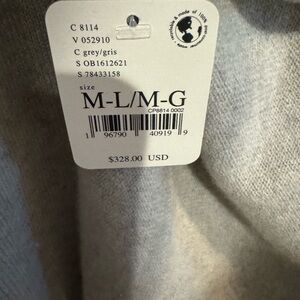 C 8114
V 052910
C grey/gris
S OB1612621
S 78433158
size
M-L/M-G
CP8814 0002
1 96790 40919 9
$328.00 USD